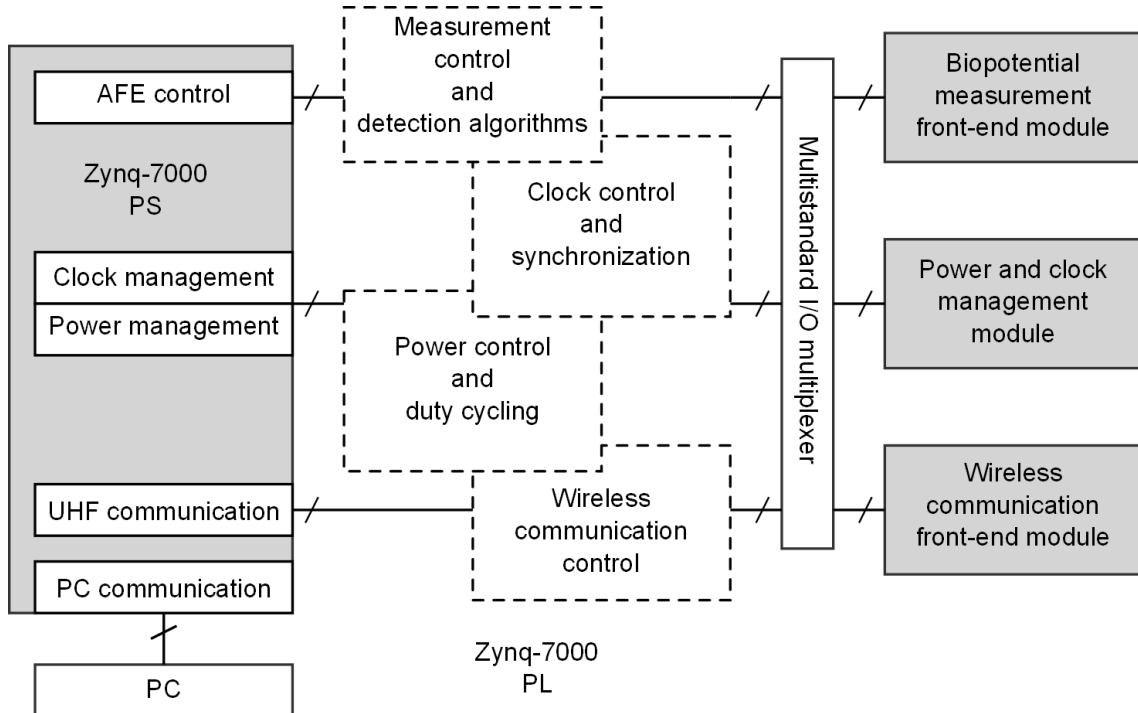 Measurement
control
and
detection algorithms
AFE control
Zynq-7000
PS
Clock management
Power management
UHF communication
PC communication
PC
Clock control
and
synchronization
Power control
and
duty cycling
Wireless
communication
control
Zynq-7000
PL
Multistandard I/O multiplexer
Biopotential
measurement
front-end module
Power and clock
management
module
Wireless
communication
front-end module